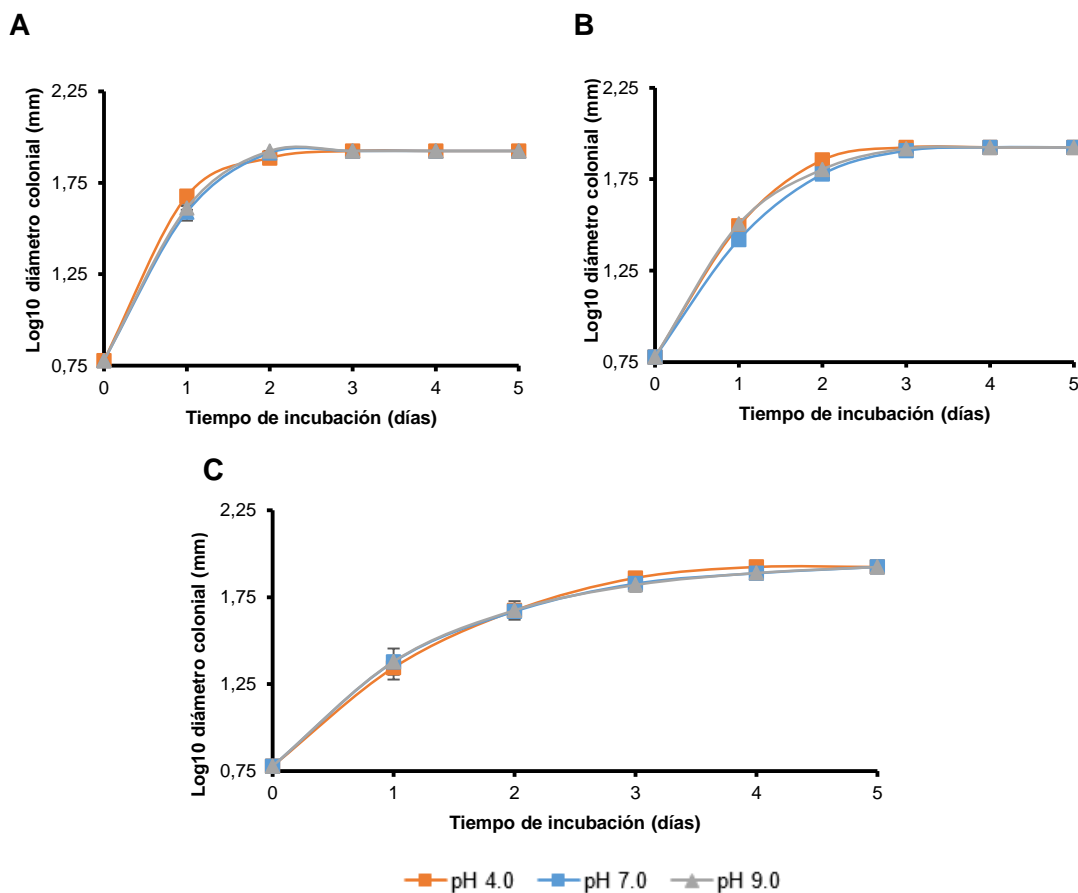 A
Log10 diámetro colonial (mm)
2,25
1,75
1,25
0,75
0 1 2 3 4 5
Tiempo de incubación (días)
B
Log10 diámetro colonial (mm)
2,25
1,75
1,25
0,75
0 1 2 3 4 5
Tiempo de incubación (días)
C
Log10 diámetro colonial (mm)
2,25
1,75
1,25
0,75
0 1 2 3 4 5
Tiempo de incubación (días)
pH 4.0 pH 7.0 pH 9.0